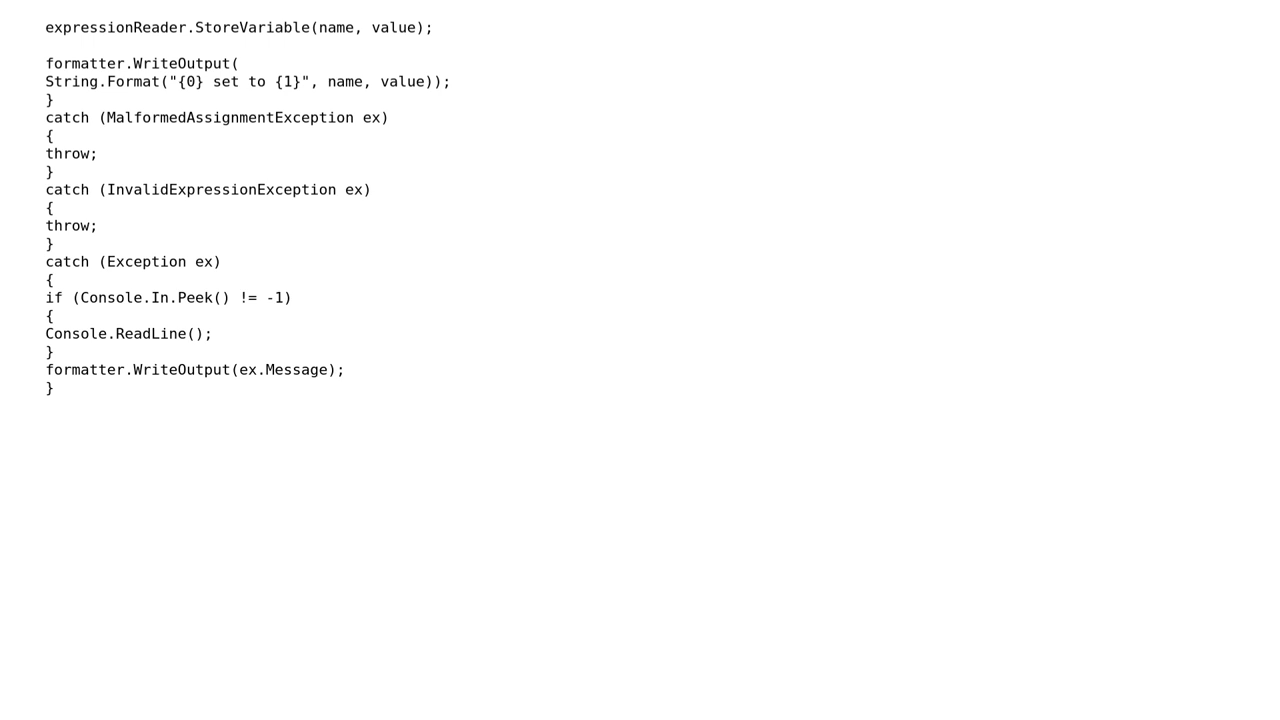 expressionReader.StoreVariable(name, value);

formatter.WriteOutput(
String.Format("{0} set to {1}", name, value));
}
catch (MalformedAssignmentException ex)
{
throw;
}
catch (InvalidExpressionException ex)
{
throw;
}
catch (Exception ex)
{
if (Console.In.Peek() != -1)
{
Console.ReadLine();
}
formatter.WriteOutput(ex.Message);
}